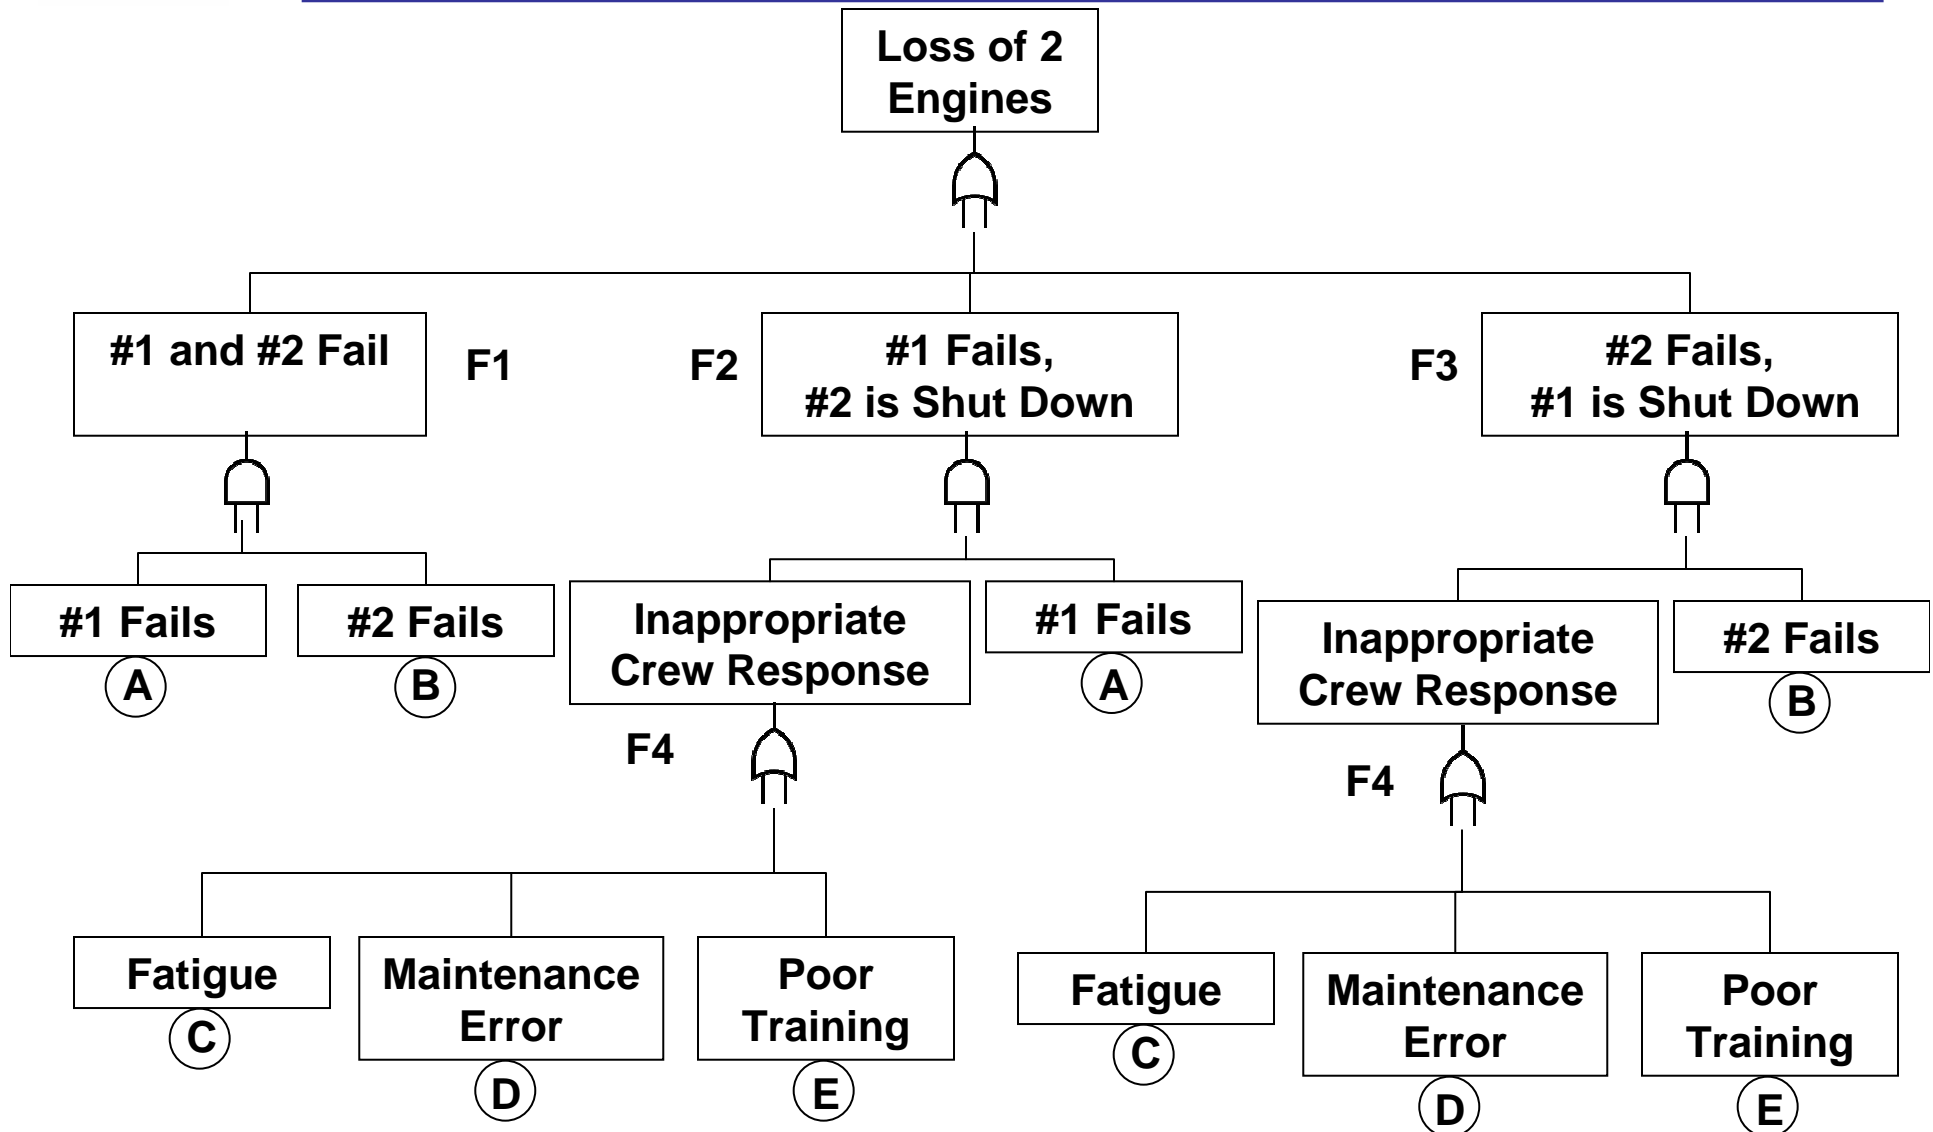 Loss of 2
Engines
#1 and #2 Fail
F1
F2
#1 Fails,
#2 is Shut Down
F3
#2 Fails,
#1 is Shut Down
#1 Fails
A
#2 Fails
B
Inappropriate
Crew Response
F4
#1 Fails
A
Inappropriate
Crew Response
F4
#2 Fails
B
Fatigue
C
Maintenance
Error
D
Poor
Training
E
Fatigue
C
Maintenance
Error
D
Poor
Training
E